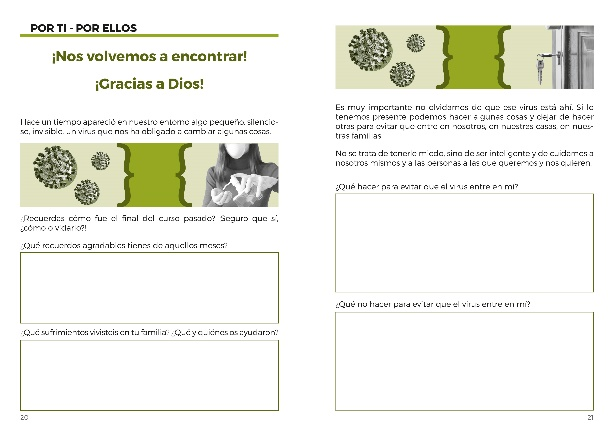 POR TI - POR ELLOS
¡Nos volvemos a encontrar!
¡Gracias a Dios!
Hace un tiempo apareció en nuestro entorno algo pequeño, silencio-
so, invisible...un virus que nos ha obligado a cambiar algunas cosas.
¿Recuerdas cómo fue el final del curso pasado? Seguro que sí,
¿cómo olvidarlo?!
¿Qué recuerdos agradables tienes de aquellos meses?
¿Qué sufrimientos vivisteis en tu familia? ¿Qué y quiénes os ayudaron?
20
Es muy importante no olvidarnos de que ese virus está ahí. Si lo
tenemos presente podemos hacer algunas cosas y dejar de hacer
otras para evitar que entre en nosotros, en nuestras casas, en nues-
tras familias.
No se trata de tenerle miedo, sino de ser inteligente y de cuidarnos a
nosotros mismos y a las personas a las que queremos y nos quieren.
¿Qué hacer para evitar que el virus entre en mí?
¿Qué no hacer para evitar que el virus entre en mí?
21